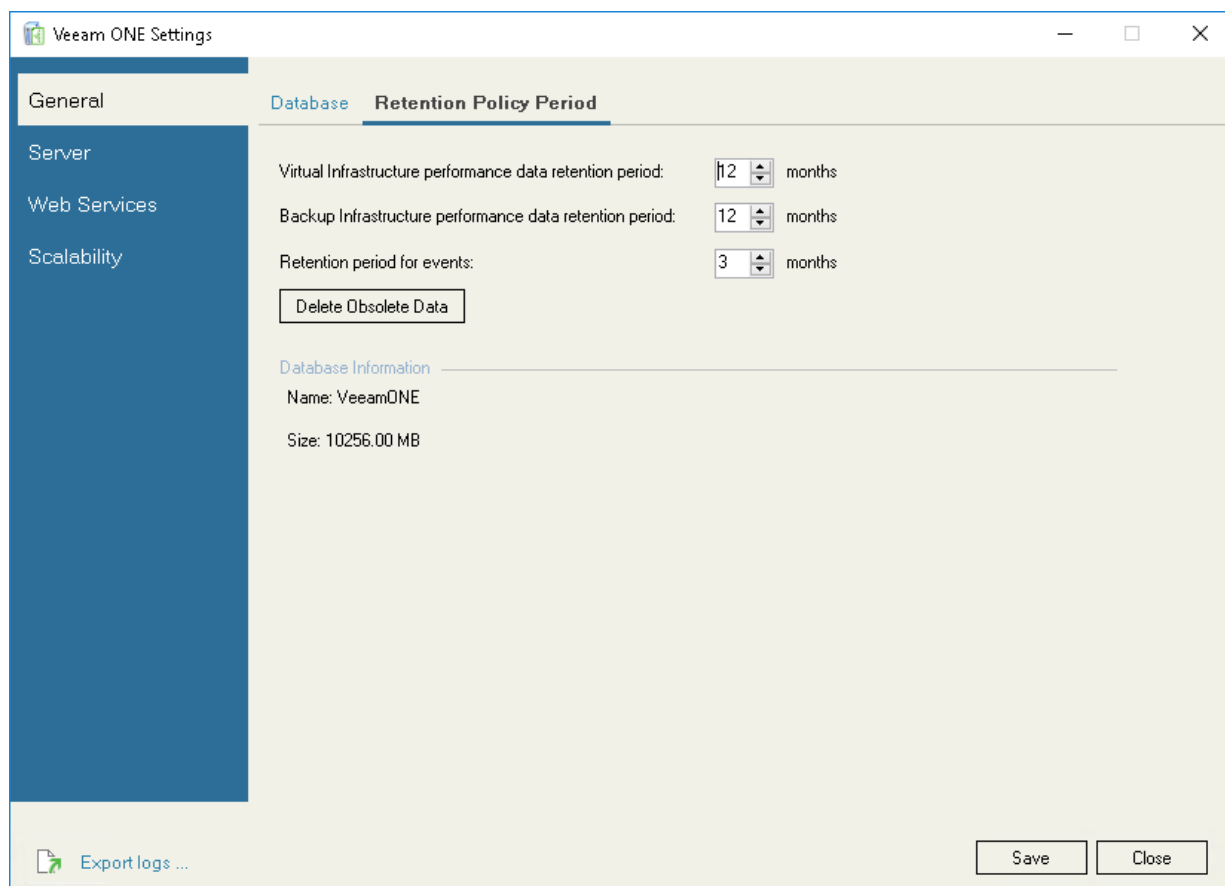 Veeam ONE Settings
General
Server
Web Services
Scalability
Database Retention Policy Period
Virtual Infrastructure performance data retention period: 12 months
Backup Infrastructure performance data retention period: 12 months
Retention period for events: 3 months
Delete Obsolete Data
Database Information
Name: VeeamONE
Size: 10256.00 MB
Export logs ...
Save Close